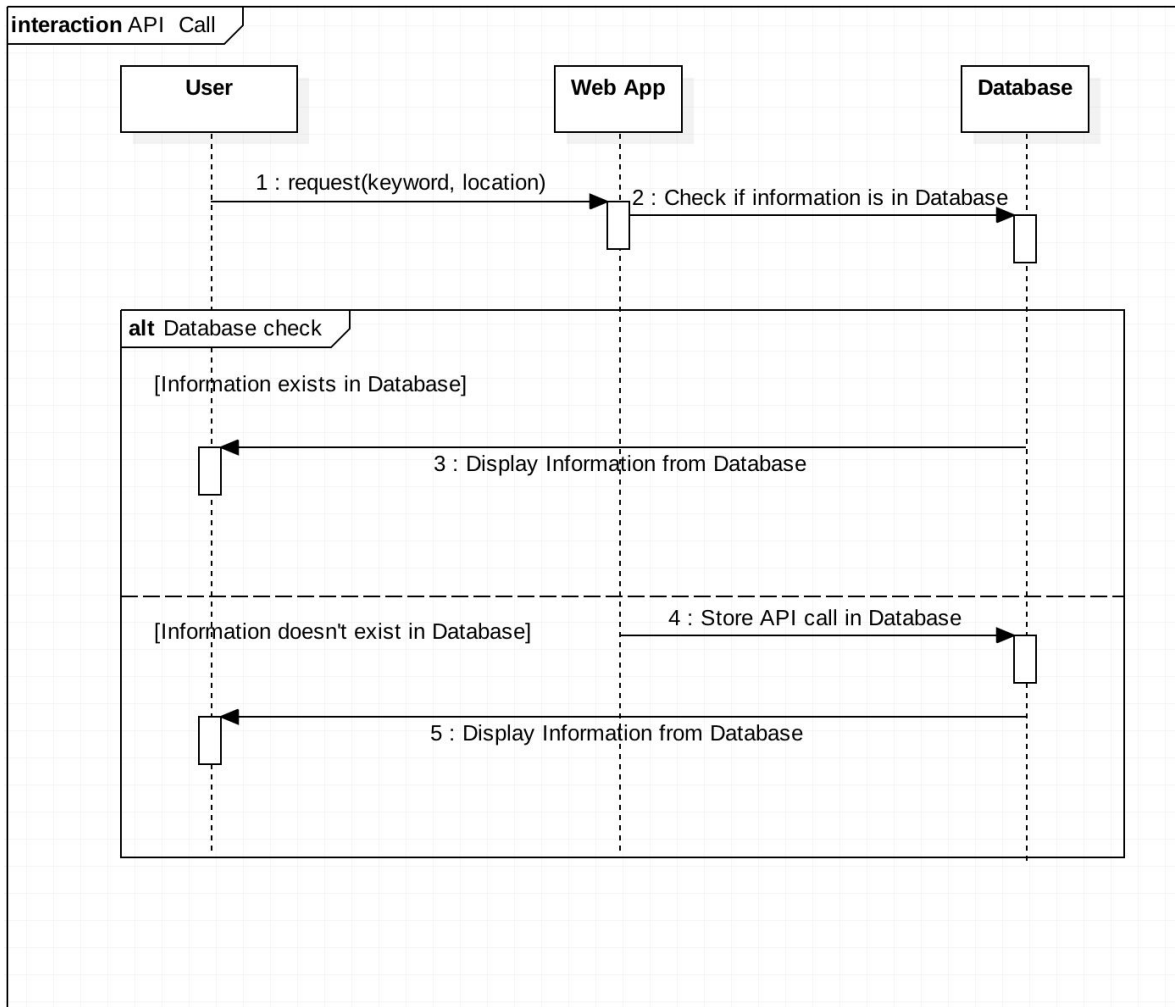 interaction API Call
User
Web App
Database
1 : request(keyword, location)
2 : Check if information is in Database
alt Database check
[Information exists in Database]
3 : Display Information from Database
[Information doesn't exist in Database]
4 : Store API call in Database
5 : Display Information from Database